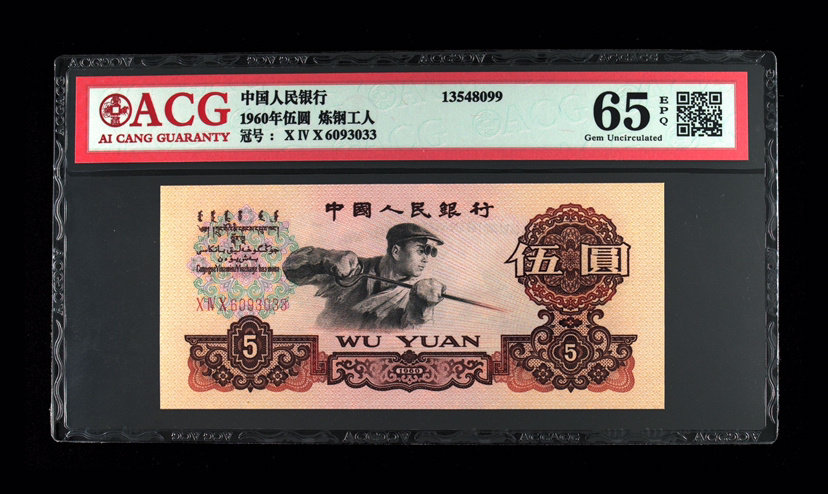 ACG
AI CANG GUARANTY
中国人民银行
1960年伍圆 炼钢工人
冠号： X IV X 6093033
13548099
65
EPQ
Gem Uncirculated
中國人民銀行
伍圓
X IV X 6093033
WU YUAN
5
1960
5